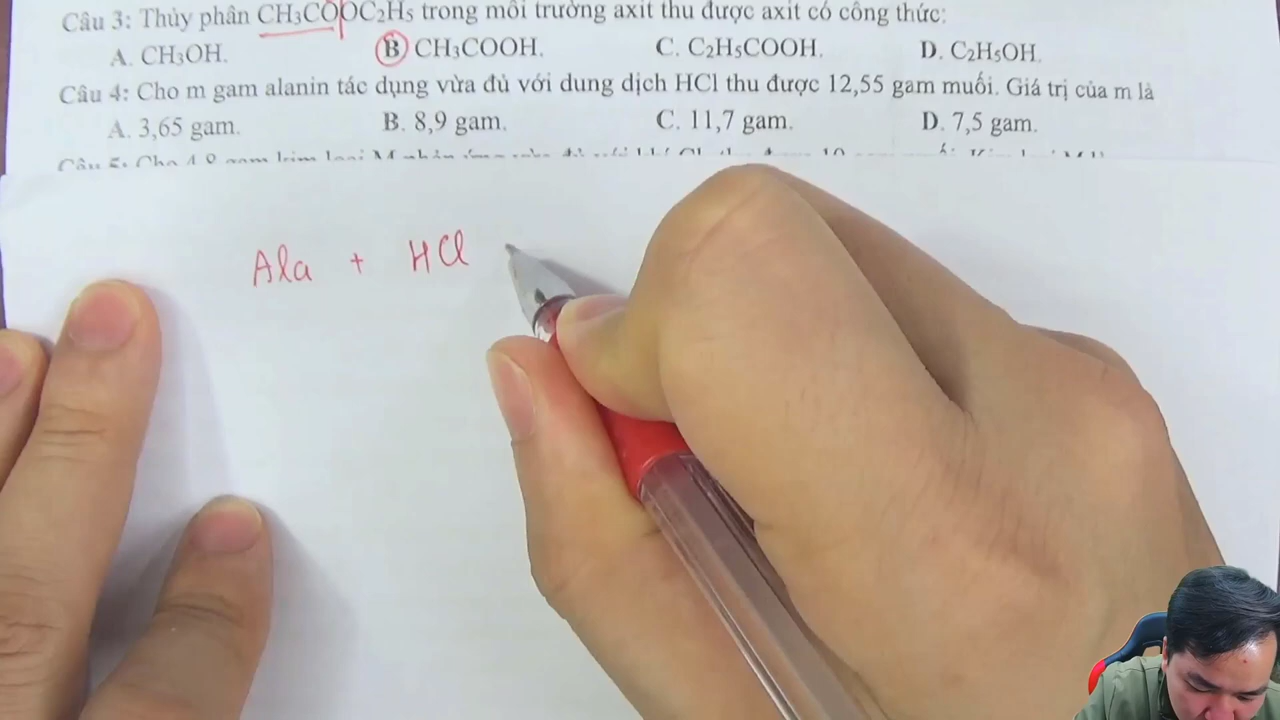 Câu 3: Thủy phân CH₃COOC₂H₅ trong môi trường axit thu được axit có công thức:
A. CH₃OH. B CH₃COOH. C. C₂H₅COOH. D. C₂H₅OH.
Câu 4: Cho m gam alanin tác dụng vừa đủ với dung dịch HCl thu được 12,55 gam muối. Giá trị của m là
A. 3,65 gam. B. 8,9 gam. C. 11,7 gam. D. 7,5 gam.
Ala + HCl